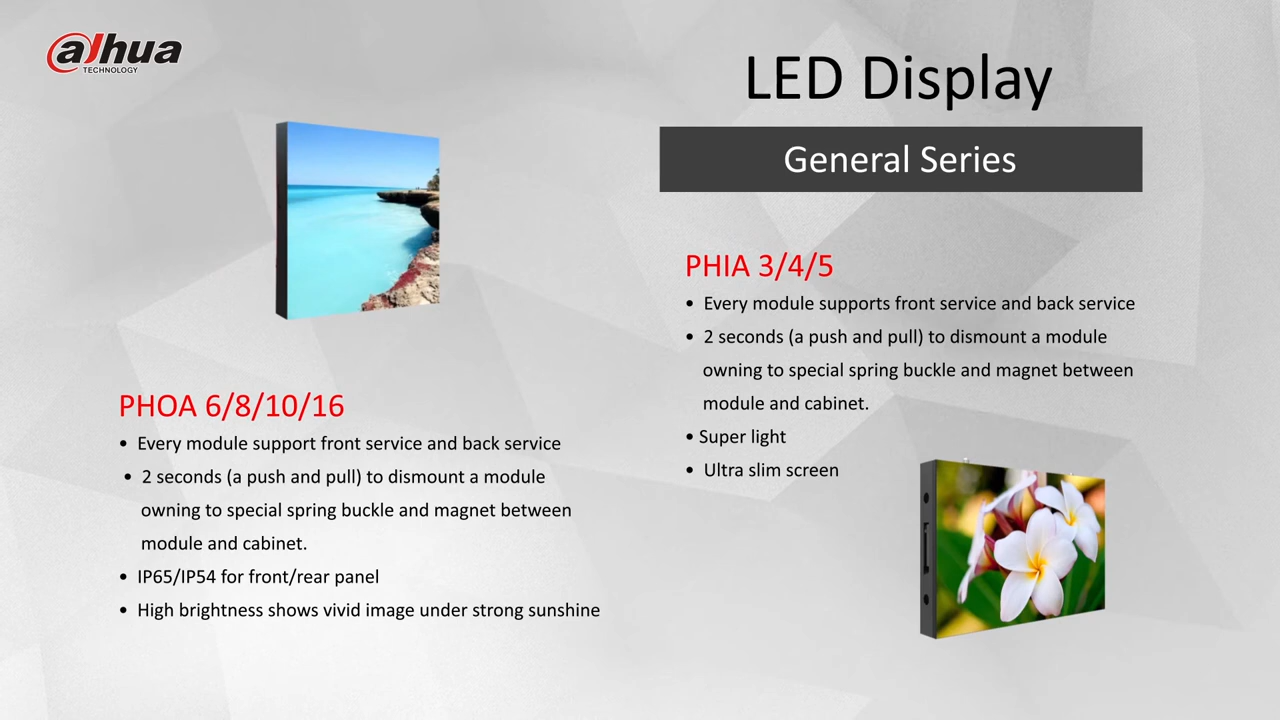 alhua
TECHNOLOGY
LED Display
General Series
PHOA 6/8/10/16
• Every module support front service and back service
• 2 seconds (a push and pull) to dismount a module
owning to special spring buckle and magnet between
module and cabinet.
• IP65/IP54 for front/rear panel
• High brightness shows vivid image under strong sunshine
PHIA 3/4/5
• Every module supports front service and back service
• 2 seconds (a push and pull) to dismount a module
owning to special spring buckle and magnet between
module and cabinet.
• Super light
• Ultra slim screen